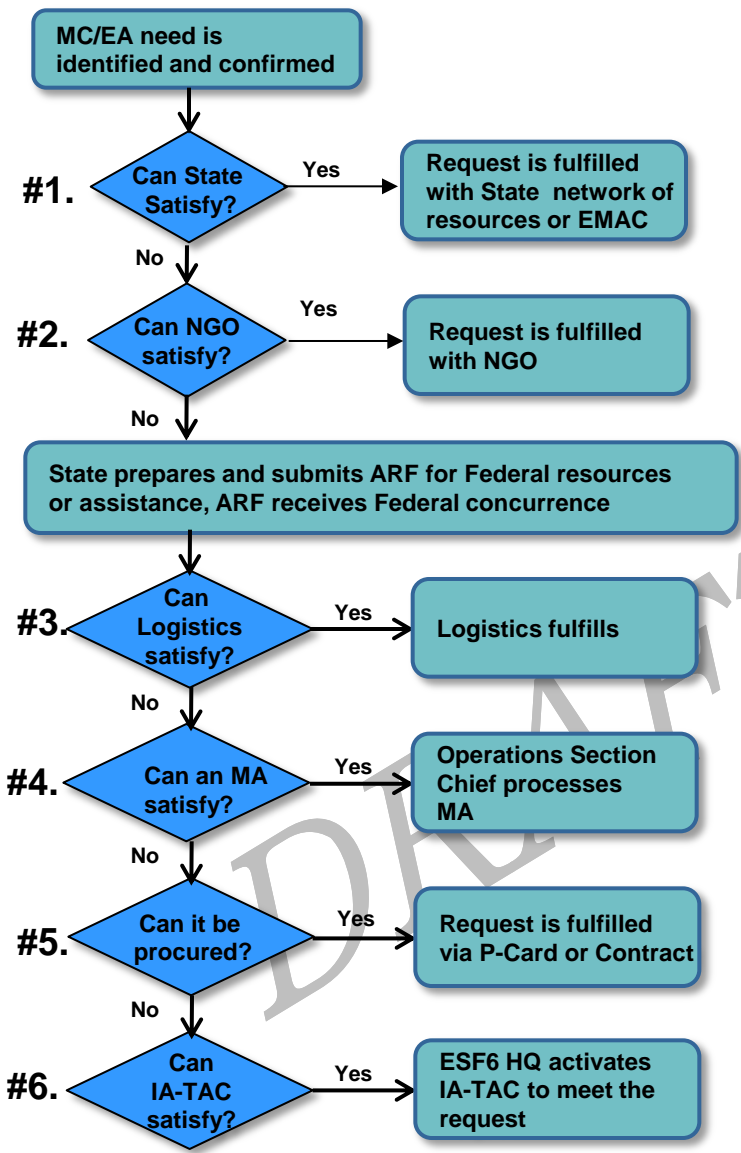 MC/EA need is
identified and confirmed
#1.
Can State
Satisfy?
Yes
Request is fulfilled
with State network of
resources or EMAC
No
#2.
Can NGO
satisfy?
Yes
Request is fulfilled
with NGO
No
State prepares and submits ARF for Federal resources
or assistance, ARF receives Federal concurrence
#3.
Can
Logistics
satisfy?
Yes
Logistics fulfills
No
#4.
Can an MA
satisfy?
Yes
Operations Section
Chief processes
MA
No
#5.
Can it be
procured?
Yes
Request is fulfilled
via P-Card or Contract
No
#6.
Can
IA-TAC
satisfy?
Yes
ESF6 HQ activates
IA-TAC to meet the
request
DRAFT